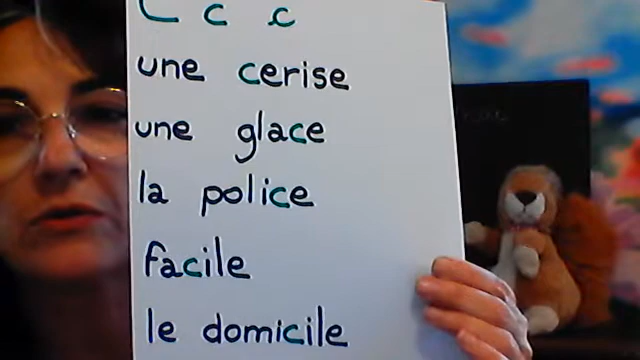 C c c
une cerise
une glace
la police
facile
le domicile